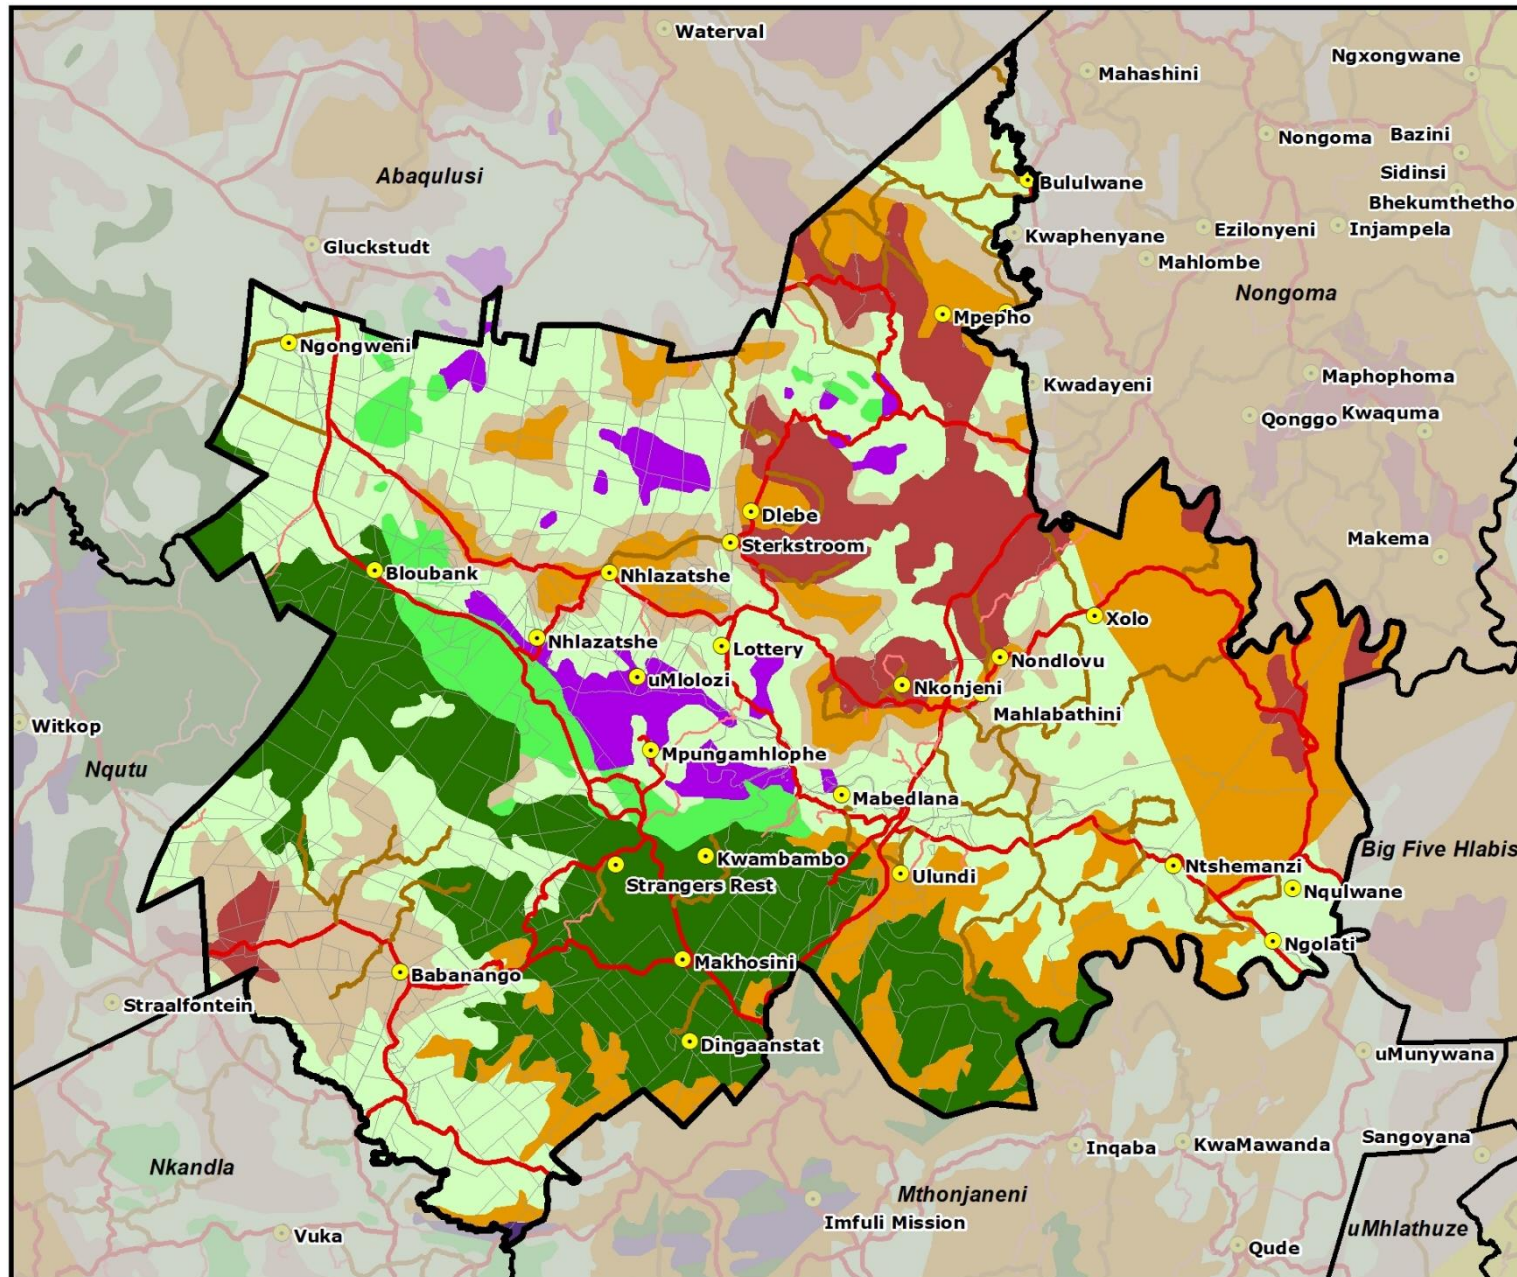 Waterval
Ngxongwane
Mahashini
Nongoma
Bazini
Abaqulusi
Sidinsi
Bululwane
Bhekumthetho
Gluckstudt
Kwaphenyane
Ezilonyeni
Injampela
Mahlombe
Nongoma
Mpepho
Ngongweni
Kwadayeni
Maphophoma
Qonggo
Kwaquma
Dlebe
Sterkstroom
Makema
Bloubank
Nhlazatshe
Xolo
Nhlazatshe
Lottery
Nondlovu
uMlolozi
Nkonjeni
Mahlabathini
Witkop
Mpungamhlophe
Nqutu
Mabedlana
Kwambambo
Big Five Hlabis
Strangers Rest
Ulundi
Ntshemanzi
Nqulwane
Ngolati
Makhosini
Babanango
Straalfontein
Dingaanstat
uMunywana
Inqaba
KwaMawanda
Sangoyana
Nkandla
Mthonjaneni
Imfuli Mission
uMhlathuze
Vuka
Qude